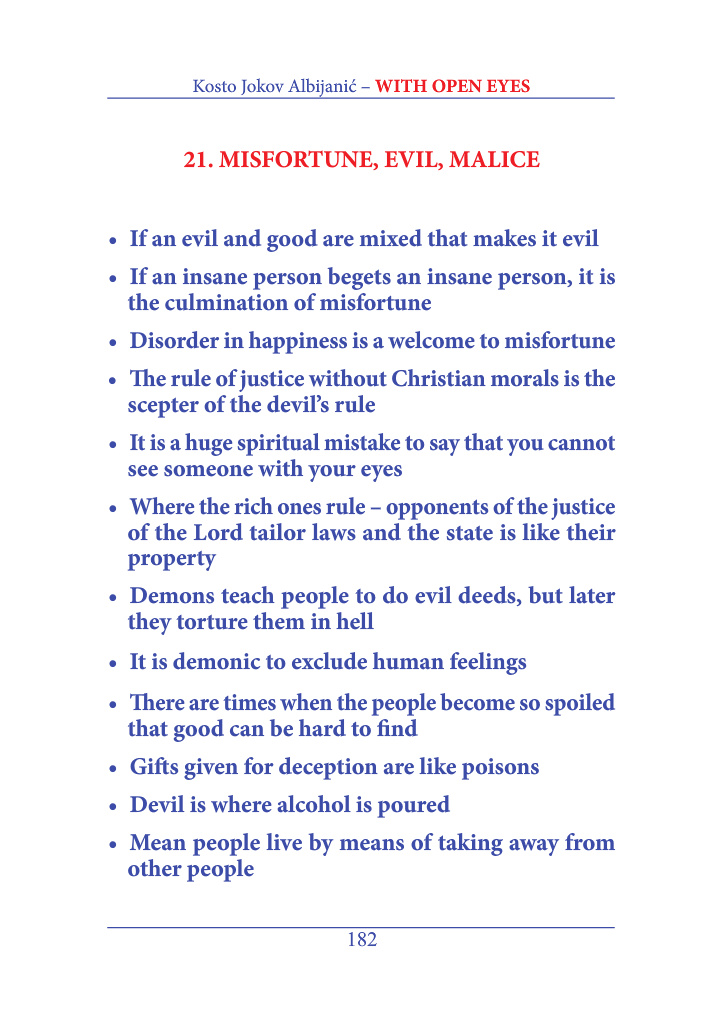 Kosto Jokov Albijanić – WITH OPEN EYES
21. MISFORTUNE, EVIL, MALICE
• If an evil and good are mixed that makes it evil
• If an insane person begets an insane person, it is
the culmination of misfortune
• Disorder in happiness is a welcome to misfortune
• The rule of justice without Christian morals is the
scepter of the devil’s rule
• It is a huge spiritual mistake to say that you cannot
see someone with your eyes
• Where the rich ones rule – opponents of the justice
of the Lord tailor laws and the state is like their
property
• Demons teach people to do evil deeds, but later
they torture them in hell
• It is demonic to exclude human feelings
• There are times when the people become so spoiled
that good can be hard to find
• Gifts given for deception are like poisons
• Devil is where alcohol is poured
• Mean people live by means of taking away from
other people
182